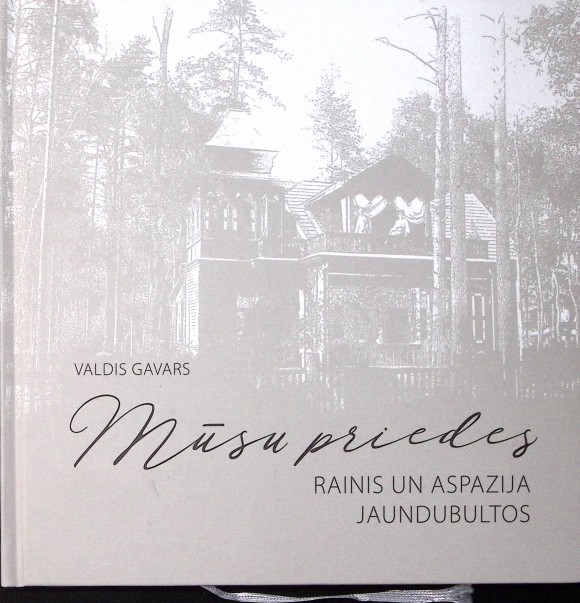 VALDIS GAVARS
Mūsu priedes
RAINIS UN ASPAZIJA
JAUNDUBULTOS